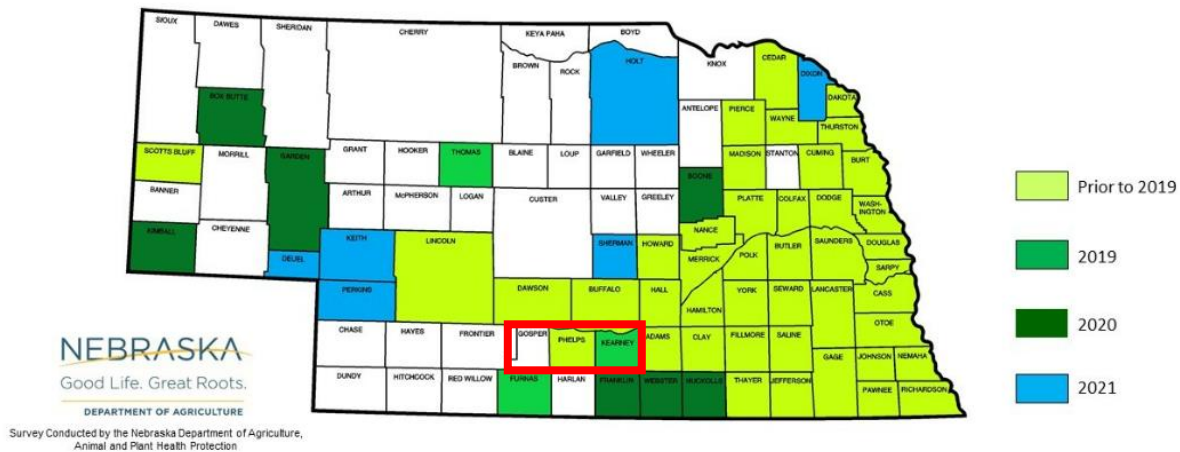 SIOUX
DAWES
SHERIDAN
CHERRY
KEYA PAHA
BOYD
BROWN
ROCK
HOLT
KNOX
CEDAR
DIXON
DAKOTA
BOX BUTTE
ANTELOPE
PIERCE
WAYNE
THURSTON
SCOTTS BLUFF
MORRILL
GARDEN
GRANT
HOOKER
THOMAS
BLAINE
LOUP
GARFIELD
WHEELER
BOONE
MADISON
STANTON
CUMING
BURT
BANNER
ARTHUR
McPHERSON
LOGAN
CUSTER
VALLEY
GREELEY
PLATTE
COLFAX
DODGE
WASH-
INGTON
KIMBALL
CHEYENNE
DEUEL
KEITH
LINCOLN
SHERMAN
HOWARD
NANCE
MERRICK
POLK
BUTLER
SAUNDERS
DOUGLAS
SARPY
PERKINS
DAWSON
BUFFALO
HALL
HAMILTON
YORK
SEWARD
LANCASTER
CASS
OTOE
CHASE
HAYES
FRONTIER
GOSPER
PHELPS
KEARNEY
ADAMS
CLAY
FILLMORE
SALINE
GAGE
JOHNSON
NEMAHA
DUNDY
HITCHCOCK
RED WILLOW
FURNAS
HARLAN
FRANKLIN
WEBSTER
NUCKOLLS
THAYER
JEFFERSON
PAWNEE
RICHARDSON
Prior to 2019
2019
2020
2021
NEBRASKA
Good Life. Great Roots.
DEPARTMENT OF AGRICULTURE
Survey Conducted by the Nebraska Department of Agriculture,
Animal and Plant Health Protection